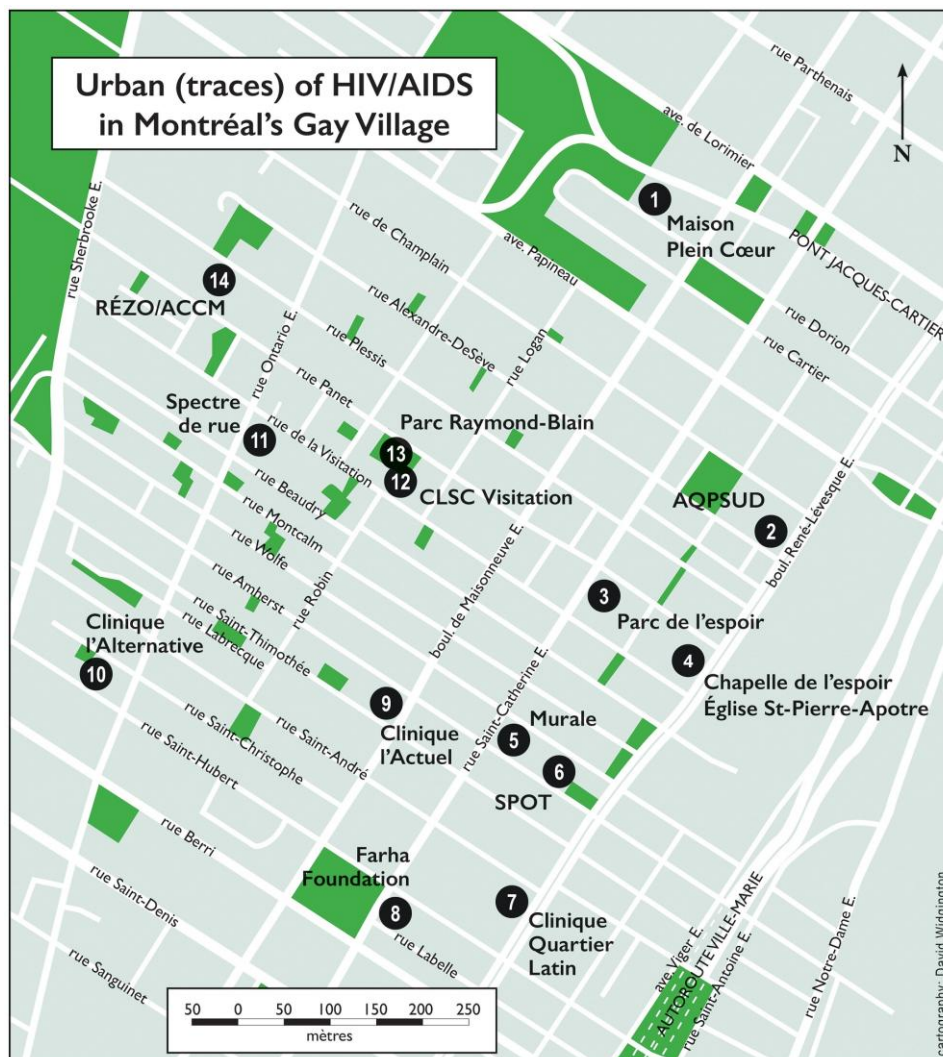 Urban (traces) of HIV/AIDS
in Montréal's Gay Village
N
rue Parthenais
ave. de Lorimier
1
Maison
Plein Cœur
PONT JACQUES-CARTIER
rue Sherbrooke E.
rue de Champlain
ave. Papineau
14
RÉZO/ACCM
rue Ontario E.
rue Alexandre-DeSève
rue Logan
rue Dorion
rue Cartier
rue Plessis
rue Panet
Spectre
de rue
11
rue de la Visitation
Parc Raymond-Blain
13
12
CLSC Visitation
rue Beaudry
rue Montcalm
rue Wolfe
rue Amherst
rue Saint-Thimothée
rue Labrecque
rue Robin
boul. de Maisonneuve E.
AQPSUD
2
boul. René-Lévesque E.
3
Parc de l'espoir
4
Chapelle de l'espoir
Église St-Pierre-Apotre
Clinique
l'Alternative
10
9
Clinique
l'Actuel
rue Saint-Catherine E.
Murale
5
6
SPOT
rue Saint-André
rue Saint-Christophe
rue Saint-Hubert
rue Berri
rue Saint-Denis
rue Sanguinet
Farha
Foundation
8
rue Labelle
7
Clinique
Quartier
Latin
ave. Viger E.
AUTOROUTE VILLE-MARIE
rue Saint-Antoine E.
rue Notre-Dame E.
50 0 50 100 150 200 250
mètres
cartography: David Widgington